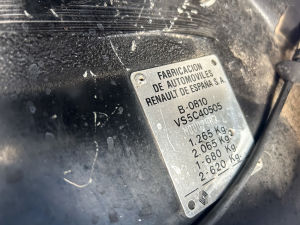 FABRICACION
DE AUTOMOVILES
RENAULT DE ESPAÑA S.A.
B-0810
VS5C40505
1.265 Kg.
2.065 Kg.
1-680 Kg.
2-620 Kg.